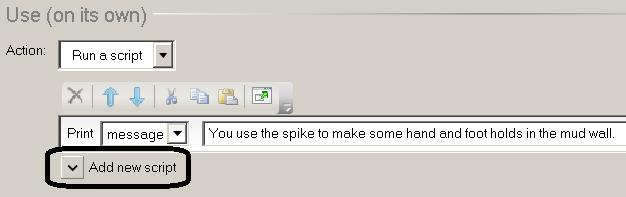 Use (on its own)
Action: Run a script
Print message You use the spike to make some hand and foot holds in the mud wall.
Add new script